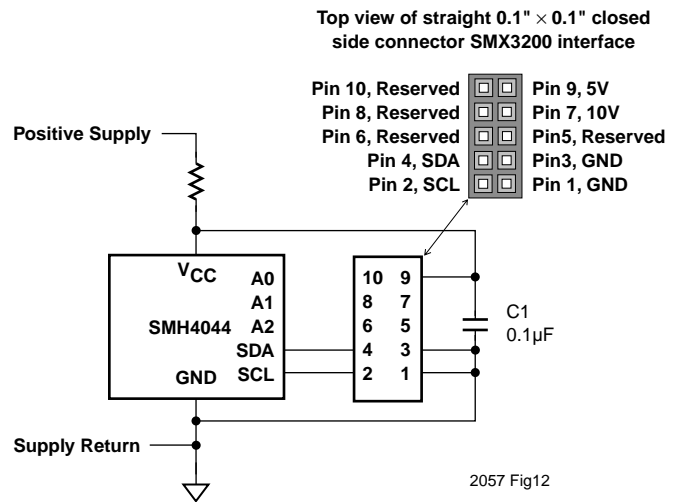 Top view of straight 0.1" × 0.1" closed
side connector SMX3200 interface
Pin 10, Reserved
Pin 9, 5V
Pin 8, Reserved
Pin 7, 10V
Pin 6, Reserved
Pin5, Reserved
Pin 4, SDA
Pin3, GND
Pin 2, SCL
Pin 1, GND
Positive Supply
VCC
A0
A1
SMH4044 A2
SDA
GND SCL
10 9
8 7
6 5
4 3
2 1
C1
0.1µF
Supply Return
2057 Fig12